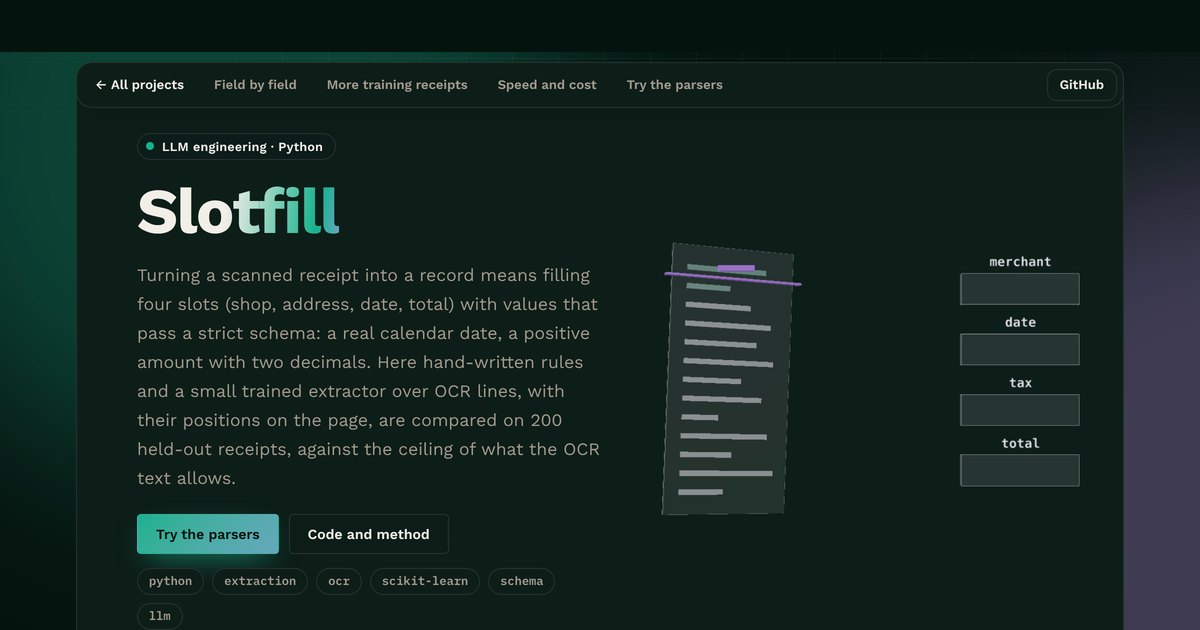 ← All projects
Field by field
More training receipts
Speed and cost
Try the parsers
GitHub
LLM engineering · Python
Slotfill
Turning a scanned receipt into a record means filling
four slots (shop, address, date, total) with values that
pass a strict schema: a real calendar date, a positive
amount with two decimals. Here hand-written rules
and a small trained extractor over OCR lines, with
their positions on the page, are compared on 200
held-out receipts, against the ceiling of what the OCR
text allows.
Try the parsers
Code and method
python
extraction
ocr
scikit-learn
schema
llm
merchant
date
tax
total